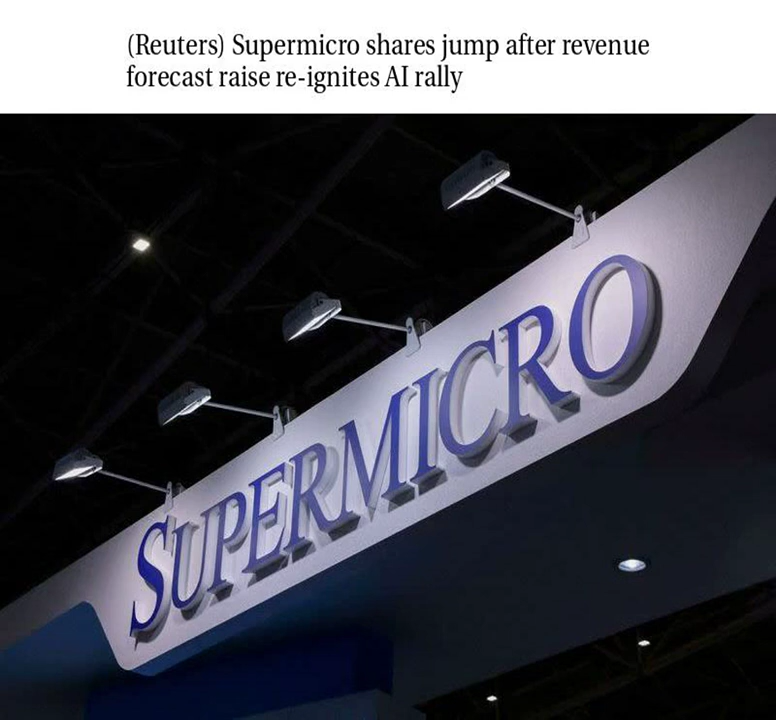 (Reuters) Supermicro shares jump after revenue
forecast raise re-ignites AI rally
SUPERMICRO